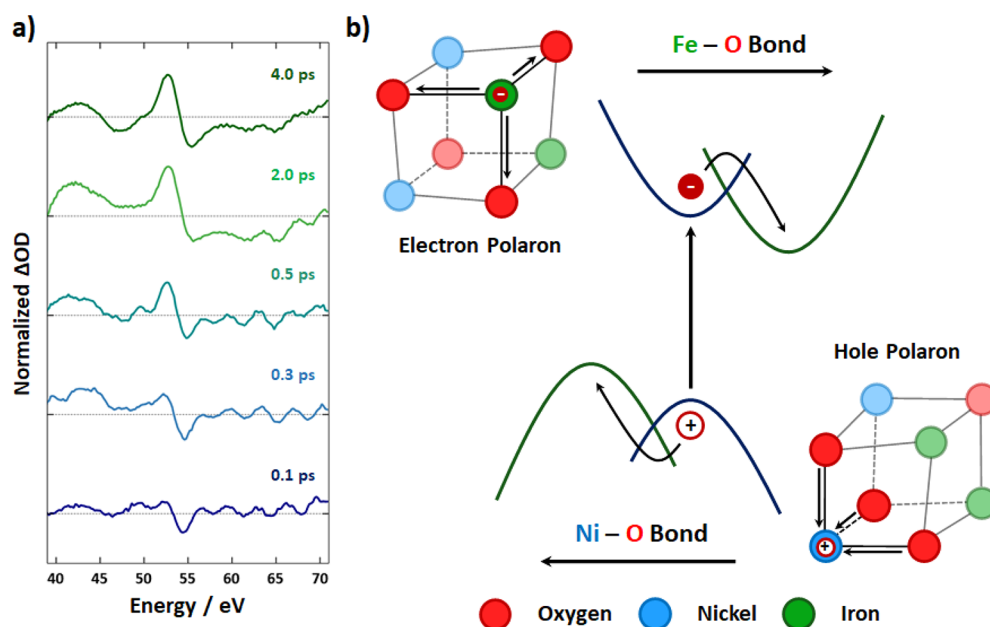 a)
Normalized ΔOD
4.0 ps
2.0 ps
0.5 ps
0.3 ps
0.1 ps
40 45 50 55 60 65 70
Energy / eV
b)
-
Electron Polaron
Fe – O Bond
-
+
Hole Polaron
+
Ni – O Bond
Oxygen
Nickel
Iron